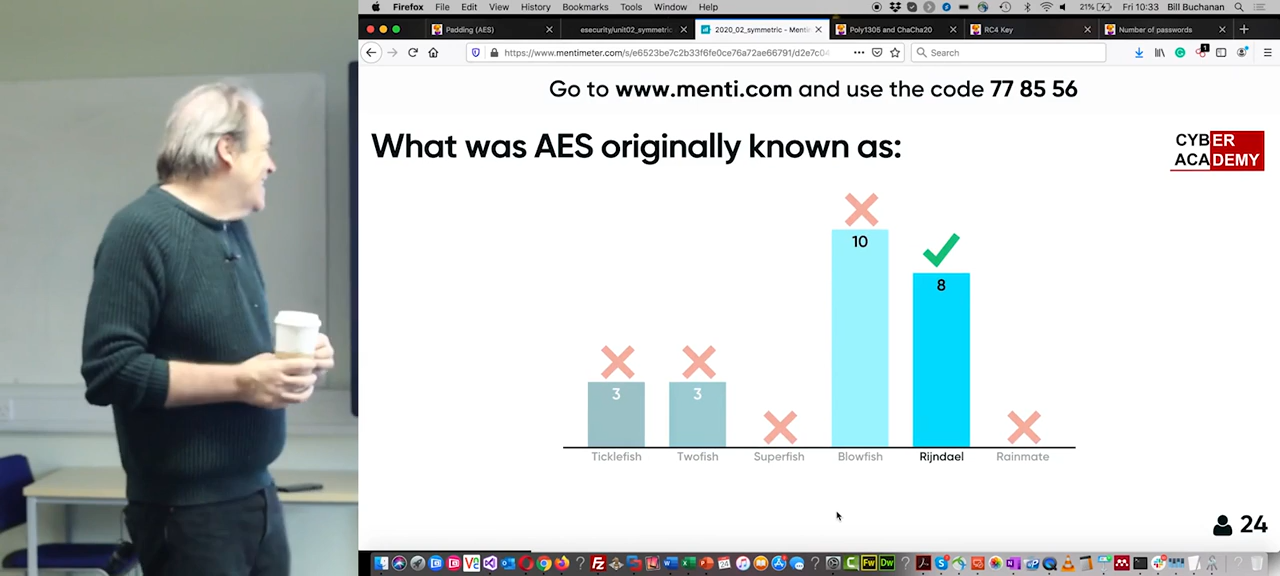 Firefox File Edit View History Bookmarks Tools Window Help 21% Fri 10:33 Bill Buchanan
Padding (AES) esecurity/unit02_symmetric 2020_02_symmetric - Menti Poly1305 and ChaCha20 RC4 Key Number of passwords
https://www.mentimeter.com/s/e6523be7c2b33f6fe0ce76a72ae66791/d2e7c04 Search 1
Go to www.menti.com and use the code 77 85 56
What was AES originally known as:
CYBER
ACADEMY
10
8
3 3
Ticklefish Twofish Superfish Blowfish Rijndael Rainmate
24